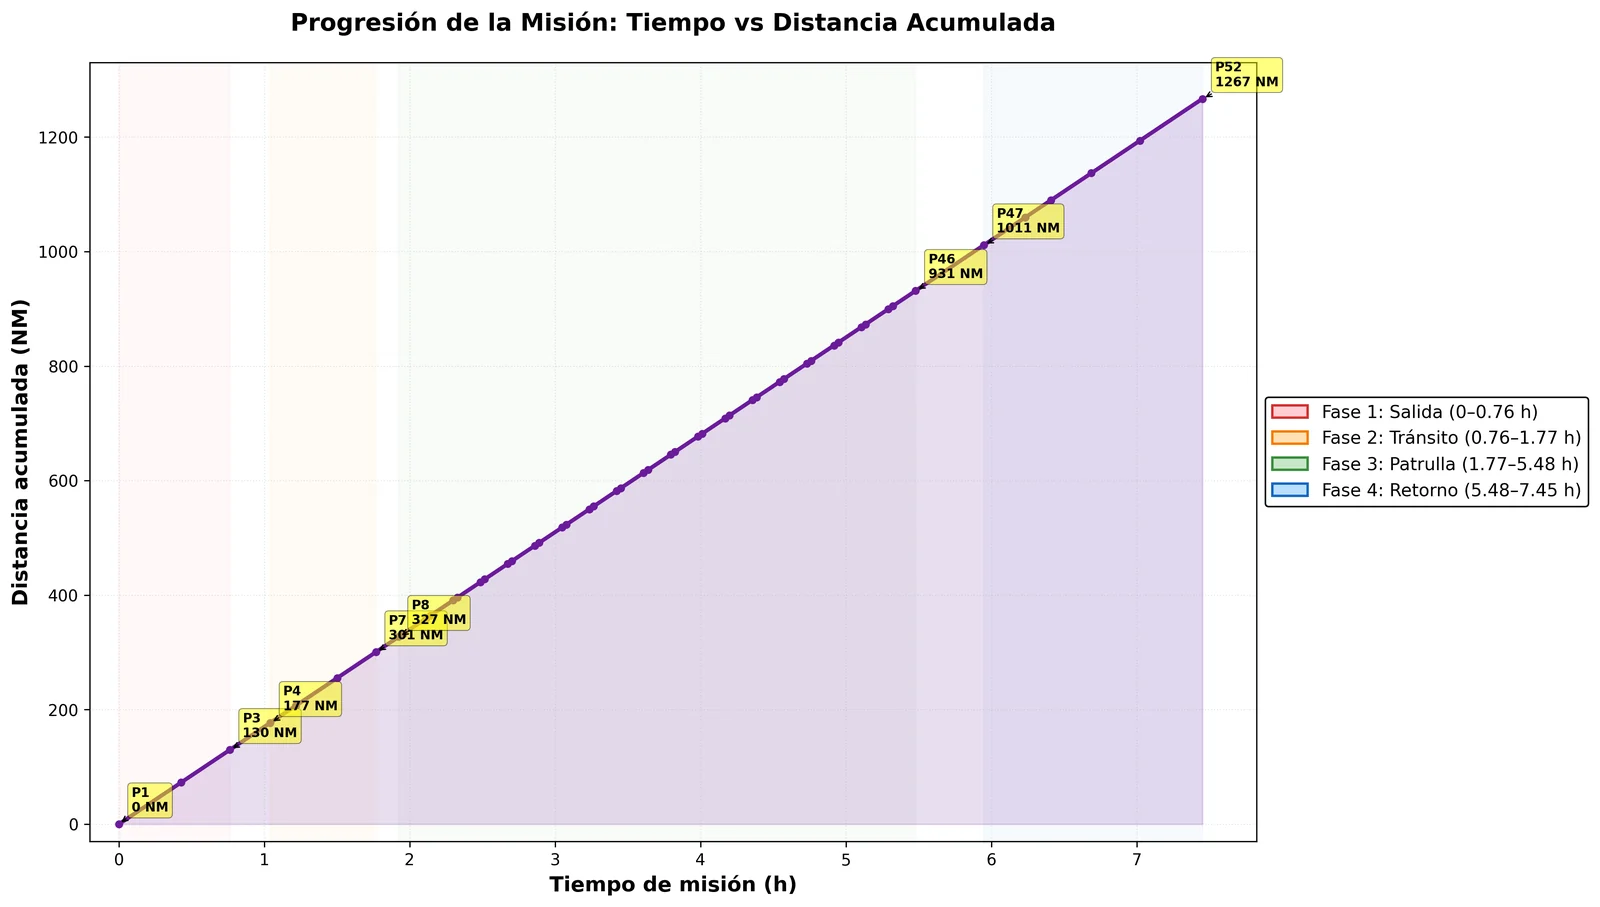 Progresión de la Misión: Tiempo vs Distancia Acumulada
P52
1267 NM
P47
1011 NM
P46
931 NM
P8
327 NM
P7
301 NM
P4
177 NM
P3
130 NM
P1
0 NM
1200
1000
800
600
400
200
0
Distancia acumulada (NM)
0 1 2 3 4 5 6 7
Tiempo de misión (h)
Fase 1: Salida (0–0.76 h)
Fase 2: Tránsito (0.76–1.77 h)
Fase 3: Patrulla (1.77–5.48 h)
Fase 4: Retorno (5.48–7.45 h)